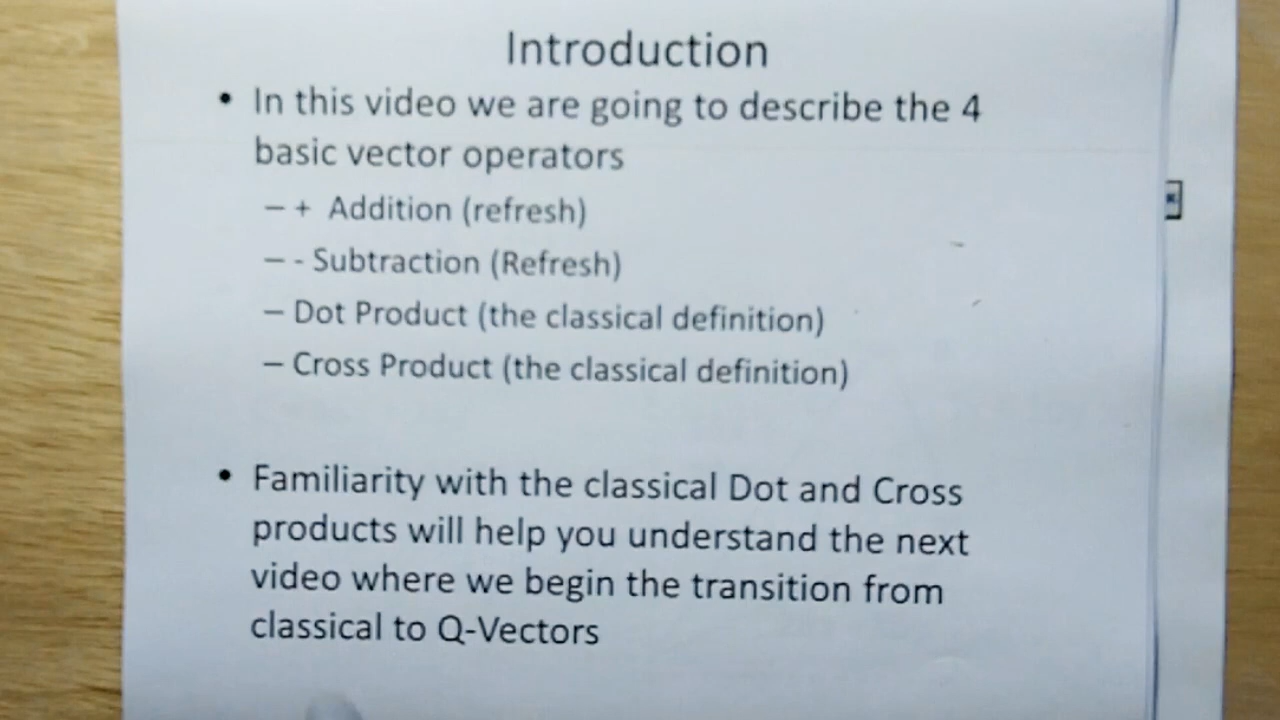 Introduction
• In this video we are going to describe the 4
basic vector operators
– + Addition (refresh)
– - Subtraction (Refresh)
– Dot Product (the classical definition)
– Cross Product (the classical definition)
• Familiarity with the classical Dot and Cross
products will help you understand the next
video where we begin the transition from
classical to Q-Vectors